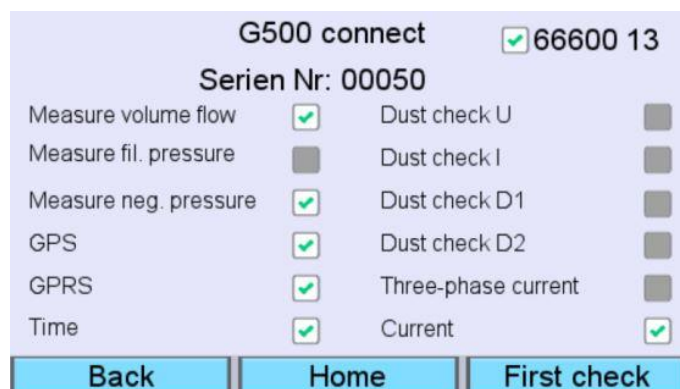 G500 connect
66600 13
Serien Nr: 00050
Measure volume flow
Dust check U
Measure fil. pressure
Dust check I
Measure neg. pressure
Dust check D1
GPS
Dust check D2
GPRS
Three-phase current
Time
Current
Back
Home
First check